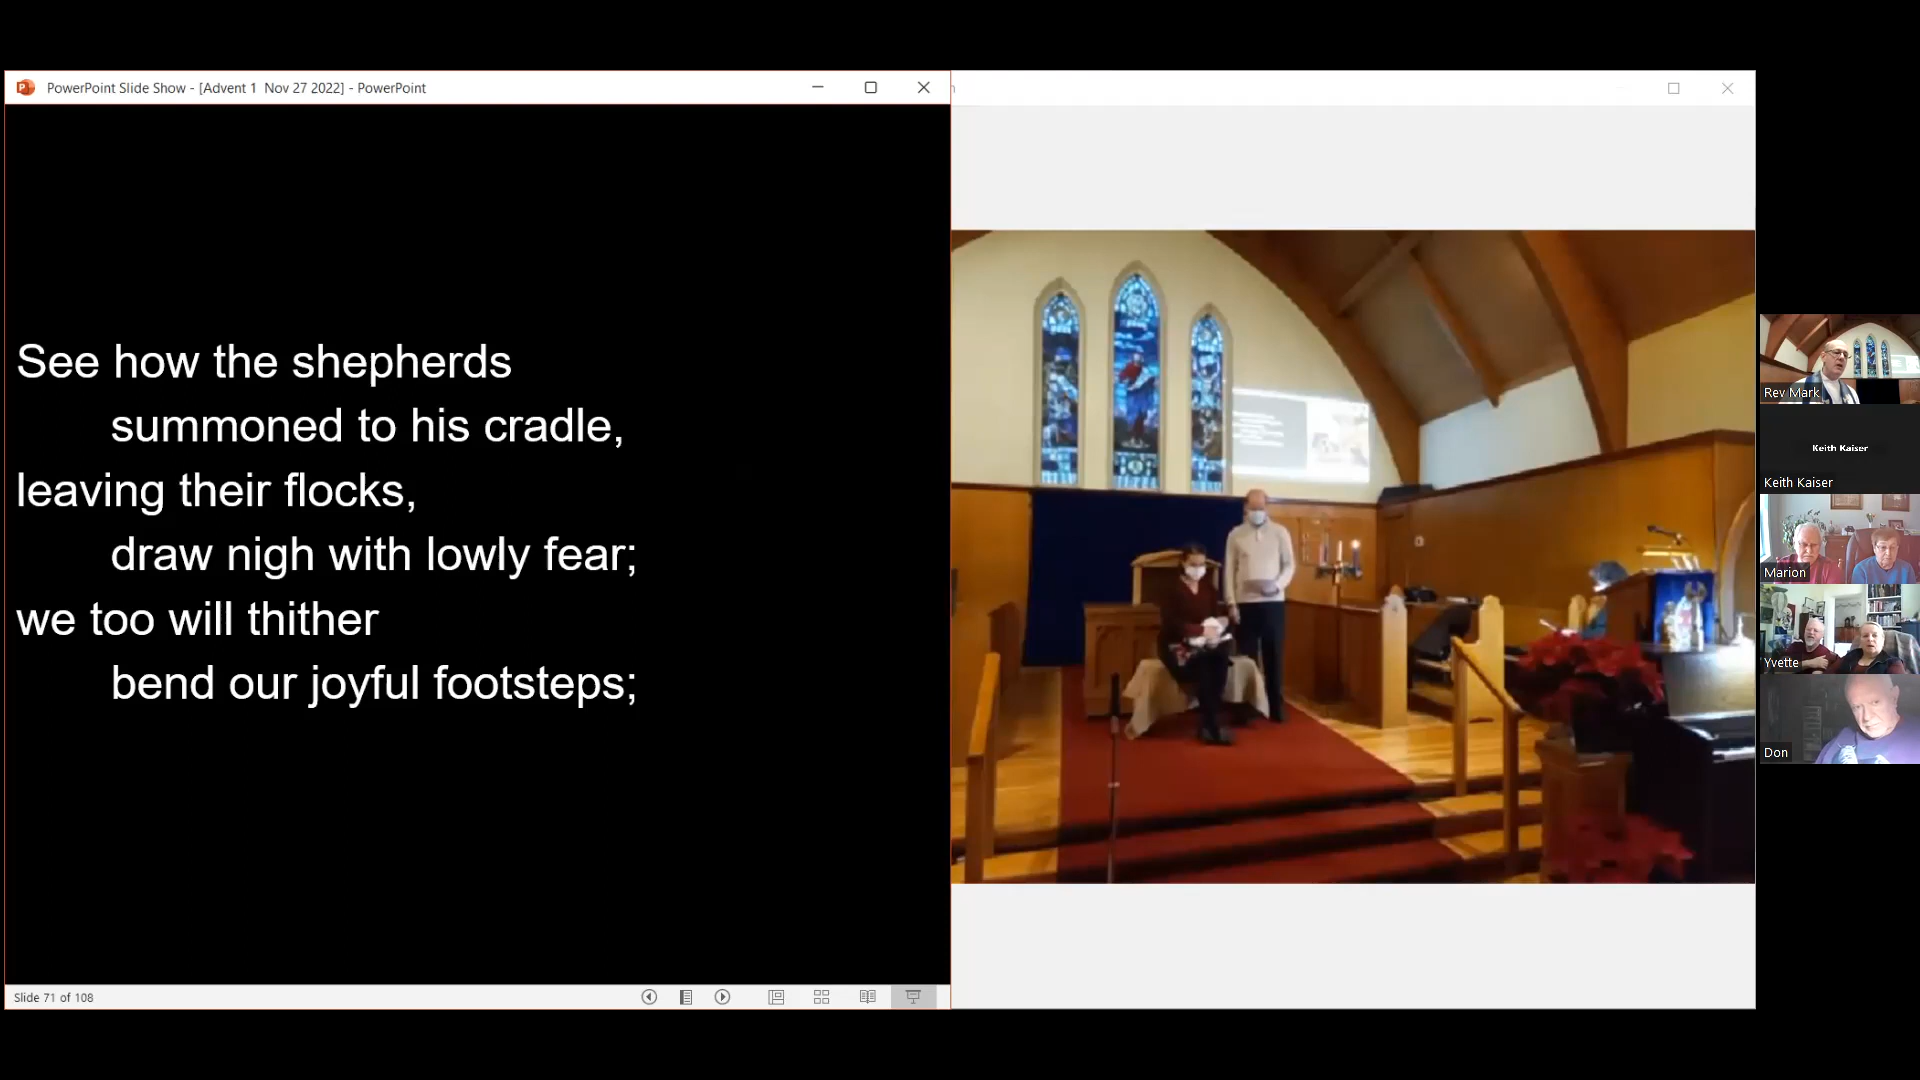 PowerPoint Slide Show - [Advent 1  Nov 27 2022] - PowerPoint
See how the shepherds
summoned to his cradle,
leaving their flocks,
draw nigh with lowly fear;
we too will thither
bend our joyful footsteps;
Slide 71 of 108
Rev Mark
Keith Kaiser
Keith Kaiser
Marion
Yvette
Don